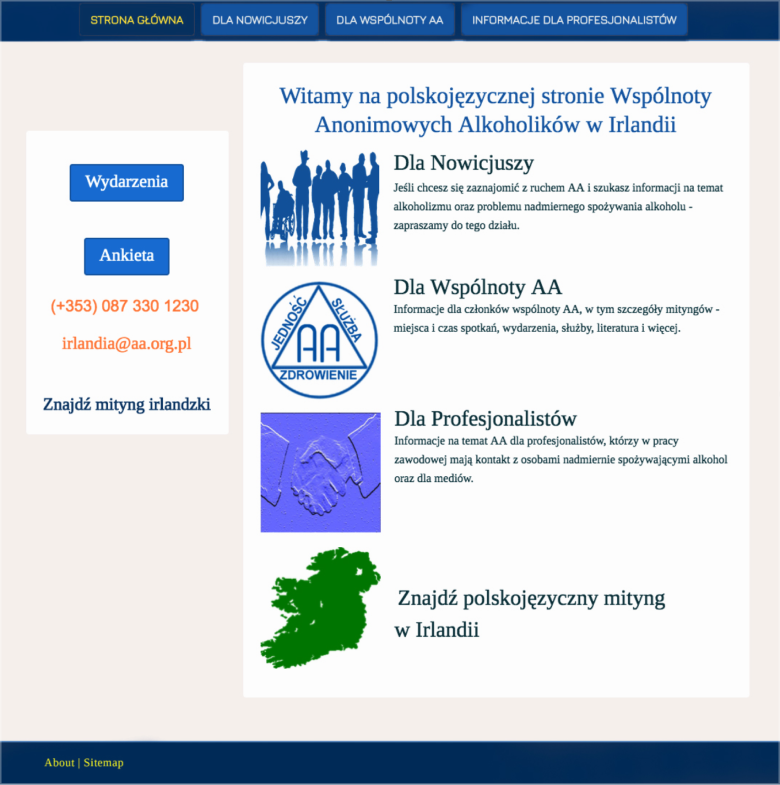 STRONA GŁÓWNA
DLA NOWICJUSZY
DLA WSPÓLNOTY AA
INFORMACJE DLA PROFESJONALISTÓW
Wydarzenia
Ankieta
(+353) 087 330 1230
irlandia@aa.org.pl
Znajdź mityng irlandzki
Witamy na polskojęzycznej stronie Wspólnoty
Anonimowych Alkoholików w Irlandii
Dla Nowicjuszy
Jeśli chcesz się zaznajomić z ruchem AA i szukasz informacji na temat
alkoholizmu oraz problemu nadmiernego spożywania alkoholu -
zapraszamy do tego działu.
JEDNOŚĆ
SŁUŻBA
AA
ZDROWIENIE
Dla Wspólnoty AA
Informacje dla członków wspólnoty AA, w tym szczegóły mityngów -
miejsca i czas spotkań, wydarzenia, służby, literatura i więcej.
Dla Profesjonalistów
Informacje na temat AA dla profesjonalistów, którzy w pracy
zawodowej mają kontakt z osobami nadmiernie spożywającymi alkohol
oraz dla mediów.
Znajdź polskojęzyczny mityng
w Irlandii
About | Sitemap